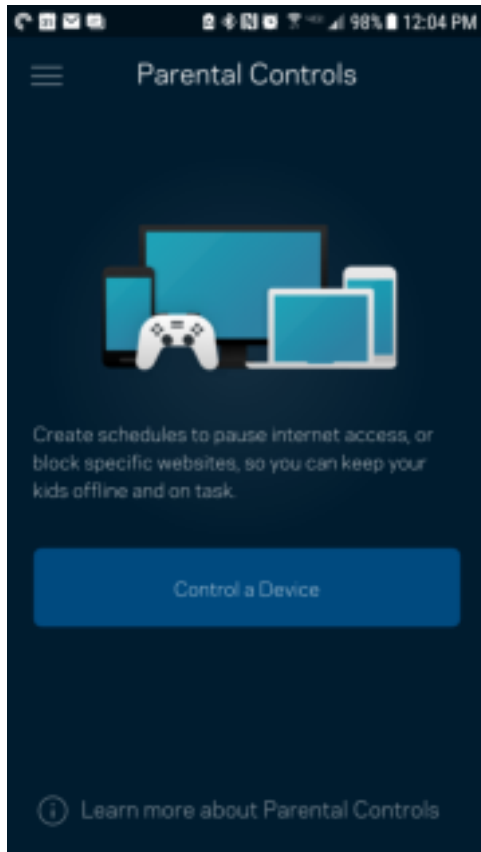 98% 12:04 PM
Parental Controls
Create schedules to pause internet access, or
block specific websites, so you can keep your
kids offline and on task.
Control a Device
Learn more about Parental Controls